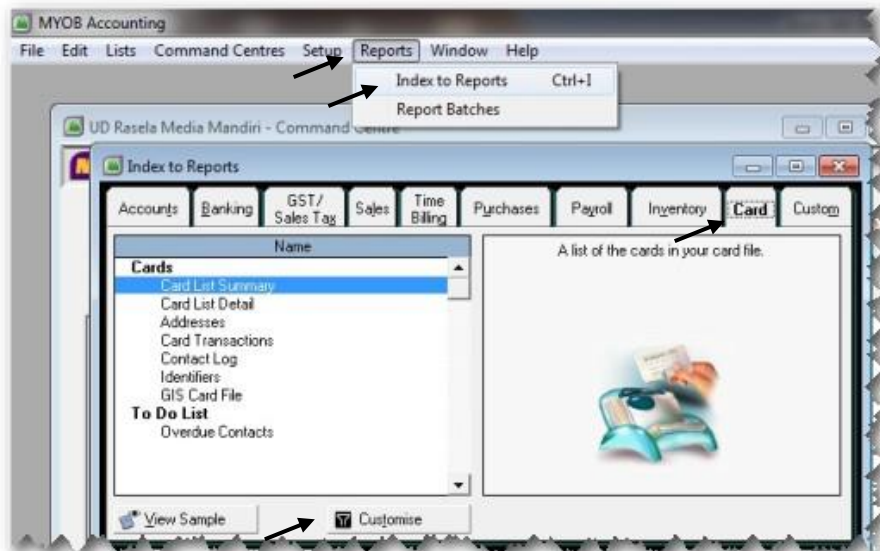 MYOB Accounting
File Edit Lists Command Centres Setup Reports Window Help
Index to Reports Ctrl+I
Report Batches
UD Rasela Media Mandiri - Command Centre
Index to Reports
Accounts Banking GST/ Sales Tax Sales Time Billing Purchases Payroll Inventory Card Custom
Name
A list of the cards in your card file.
Cards
Card List Summary
Card List Detail
Addresses
Card Transactions
Contact Log
Identifiers
GIS Card File
To Do List
Overdue Contacts
View Sample Customise